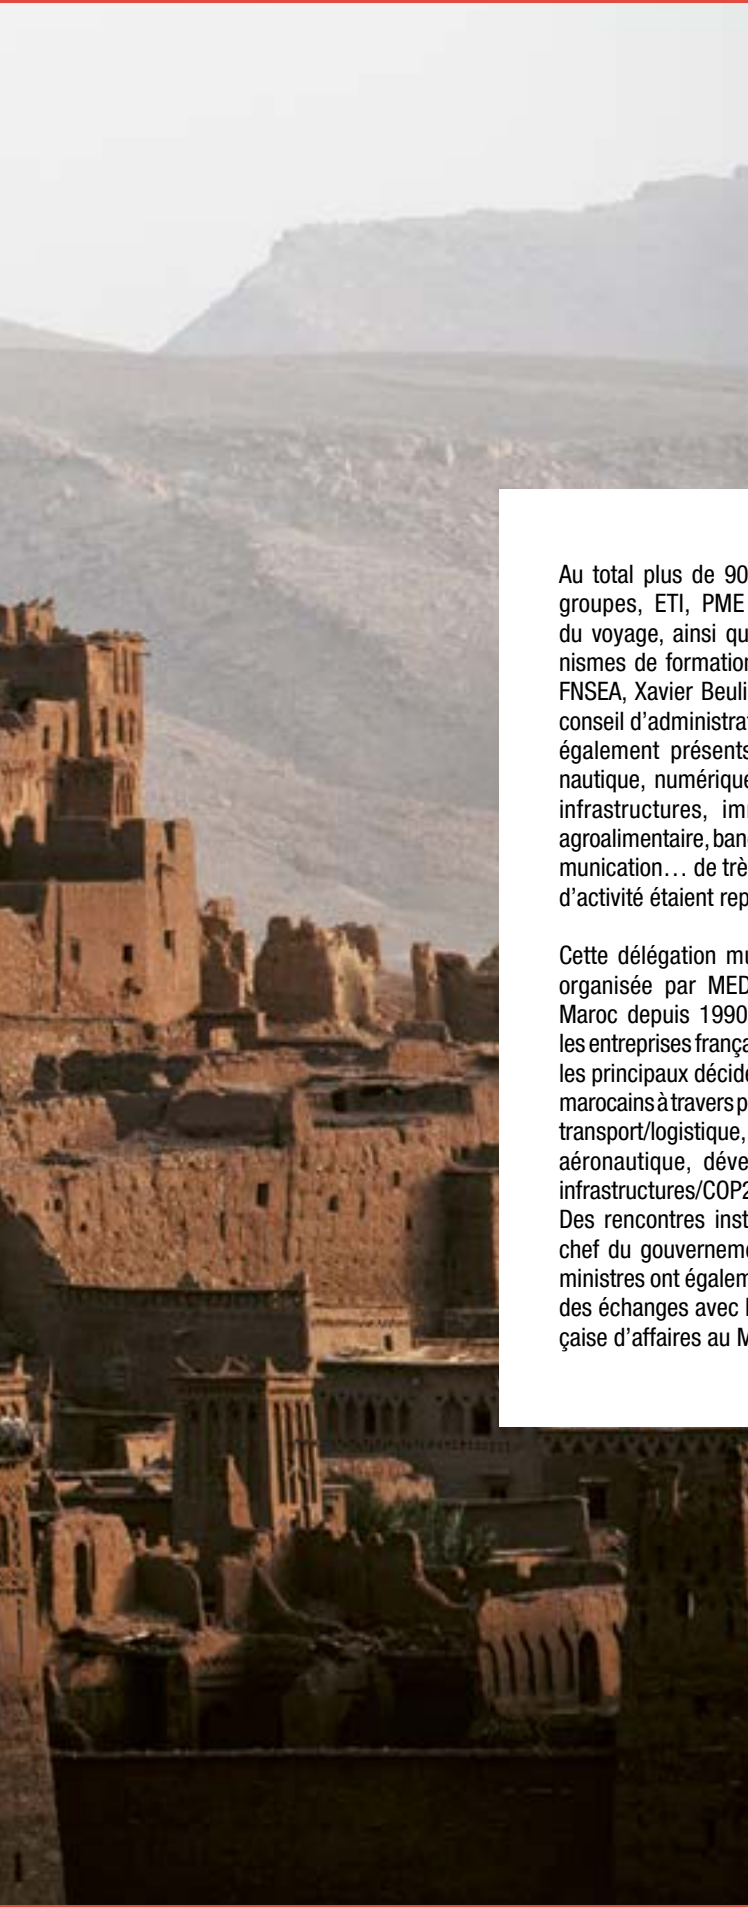 Au total plus de 90
groupes, ETI, PME
du voyage, ainsi qu
nismes de formation
FNSEA, Xavier Beuli
conseil d’administrat
également présents
nautique, numérique
infrastructures, imm
agroalimentaire, banq
munication… de trè
d’activité étaient rep
Cette délégation mu
organisée par MED
Maroc depuis 1990
les entreprises frança
les principaux décide
marocains à travers p
transport/logistique,
aéronautique, déve
infrastructures/COP2
Des rencontres inst
chef du gouverneme
ministres ont égalem
des échanges avec l
çaise d’affaires au M